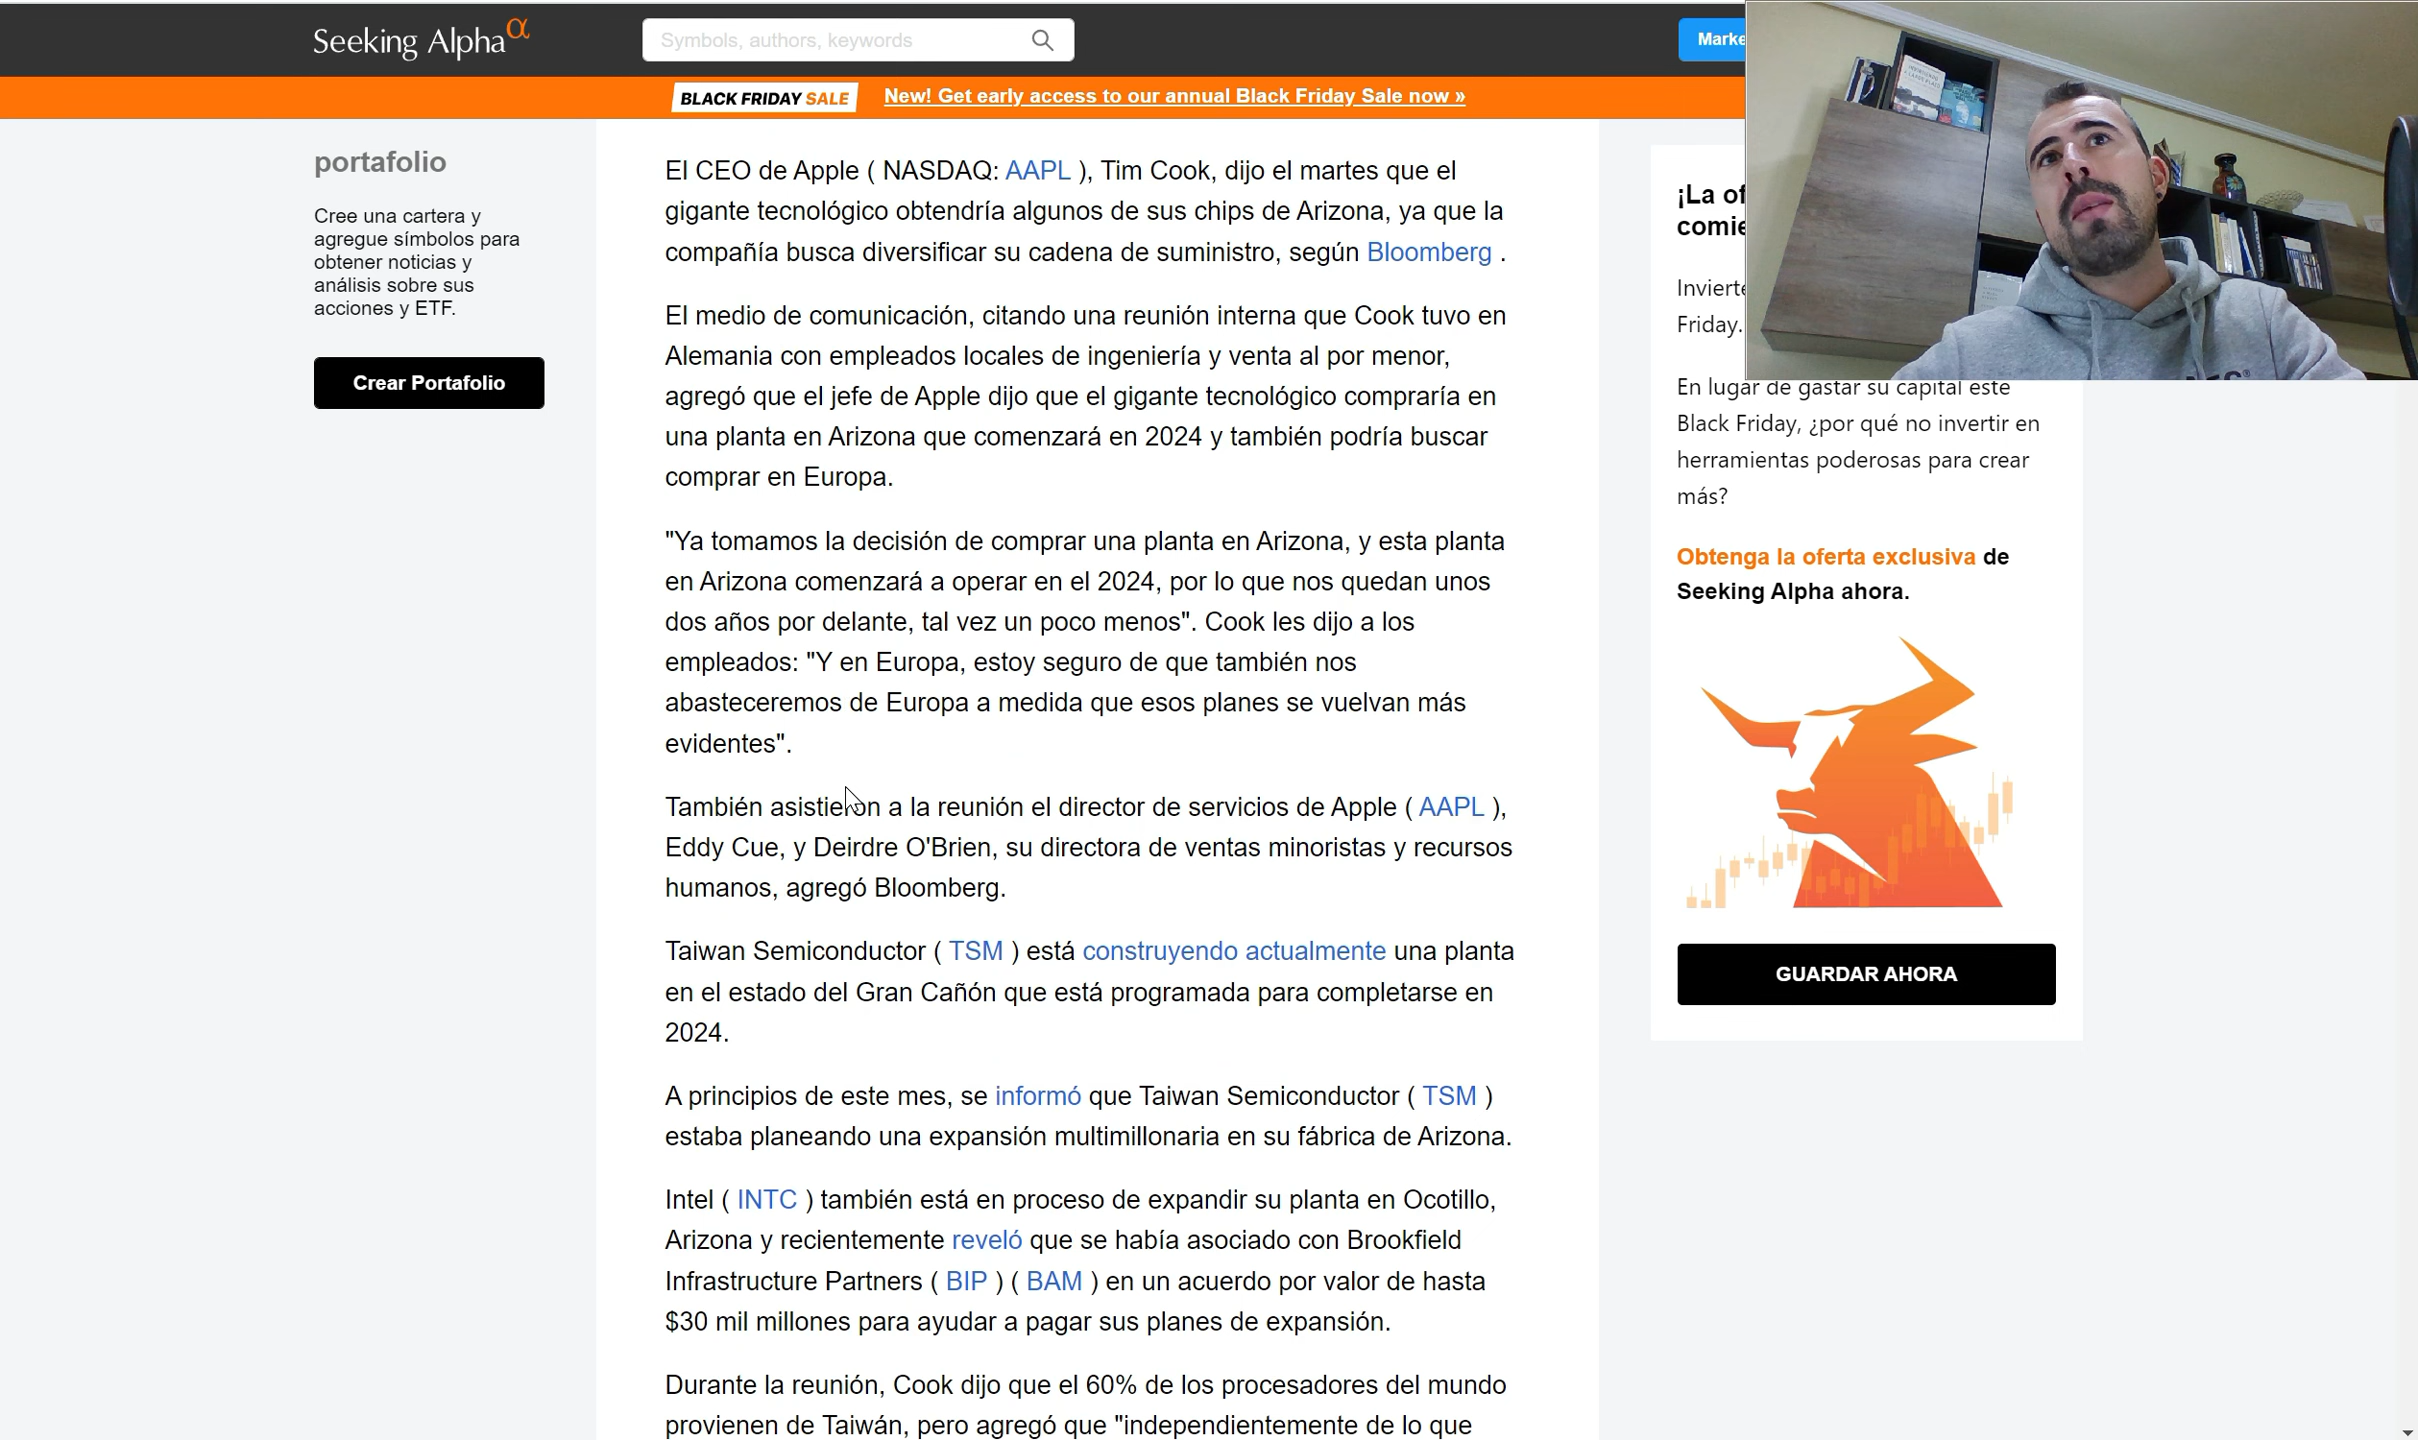 Seeking Alpha α
Symbols, authors, keywords
Marke
BLACK FRIDAY SALE
New! Get early access to our annual Black Friday Sale now »
portafolio
Cree una cartera y
agregue símbolos para
obtener noticias y
análisis sobre sus
acciones y ETF.
Crear Portafolio
El CEO de Apple ( NASDAQ: AAPL ), Tim Cook, dijo el martes que el
gigante tecnológico obtendría algunos de sus chips de Arizona, ya que la
compañía busca diversificar su cadena de suministro, según Bloomberg .
El medio de comunicación, citando una reunión interna que Cook tuvo en
Alemania con empleados locales de ingeniería y venta al por menor,
agregó que el jefe de Apple dijo que el gigante tecnológico compraría en
una planta en Arizona que comenzará en 2024 y también podría buscar
comprar en Europa.
"Ya tomamos la decisión de comprar una planta en Arizona, y esta planta
en Arizona comenzará a operar en el 2024, por lo que nos quedan unos
dos años por delante, tal vez un poco menos". Cook les dijo a los
empleados: "Y en Europa, estoy seguro de que también nos
abasteceremos de Europa a medida que esos planes se vuelvan más
evidentes".
También asistieron a la reunión el director de servicios de Apple ( AAPL ),
Eddy Cue, y Deirdre O'Brien, su directora de ventas minoristas y recursos
humanos, agregó Bloomberg.
Taiwan Semiconductor ( TSM ) está construyendo actualmente una planta
en el estado del Gran Cañón que está programada para completarse en
2024.
A principios de este mes, se informó que Taiwan Semiconductor ( TSM )
estaba planeando una expansión multimillonaria en su fábrica de Arizona.
Intel ( INTC ) también está en proceso de expandir su planta en Ocotillo,
Arizona y recientemente reveló que se había asociado con Brookfield
Infrastructure Partners ( BIP ) ( BAM ) en un acuerdo por valor de hasta
$30 mil millones para ayudar a pagar sus planes de expansión.
Durante la reunión, Cook dijo que el 60% de los procesadores del mundo
provienen de Taiwán, pero agregó que "independientemente de lo que
¡La of
comie
Invierte
Friday.
En lugar de gastar su capital este
Black Friday, ¿por qué no invertir en
herramientas poderosas para crear
más?
Obtenga la oferta exclusiva de
Seeking Alpha ahora.
GUARDAR AHORA